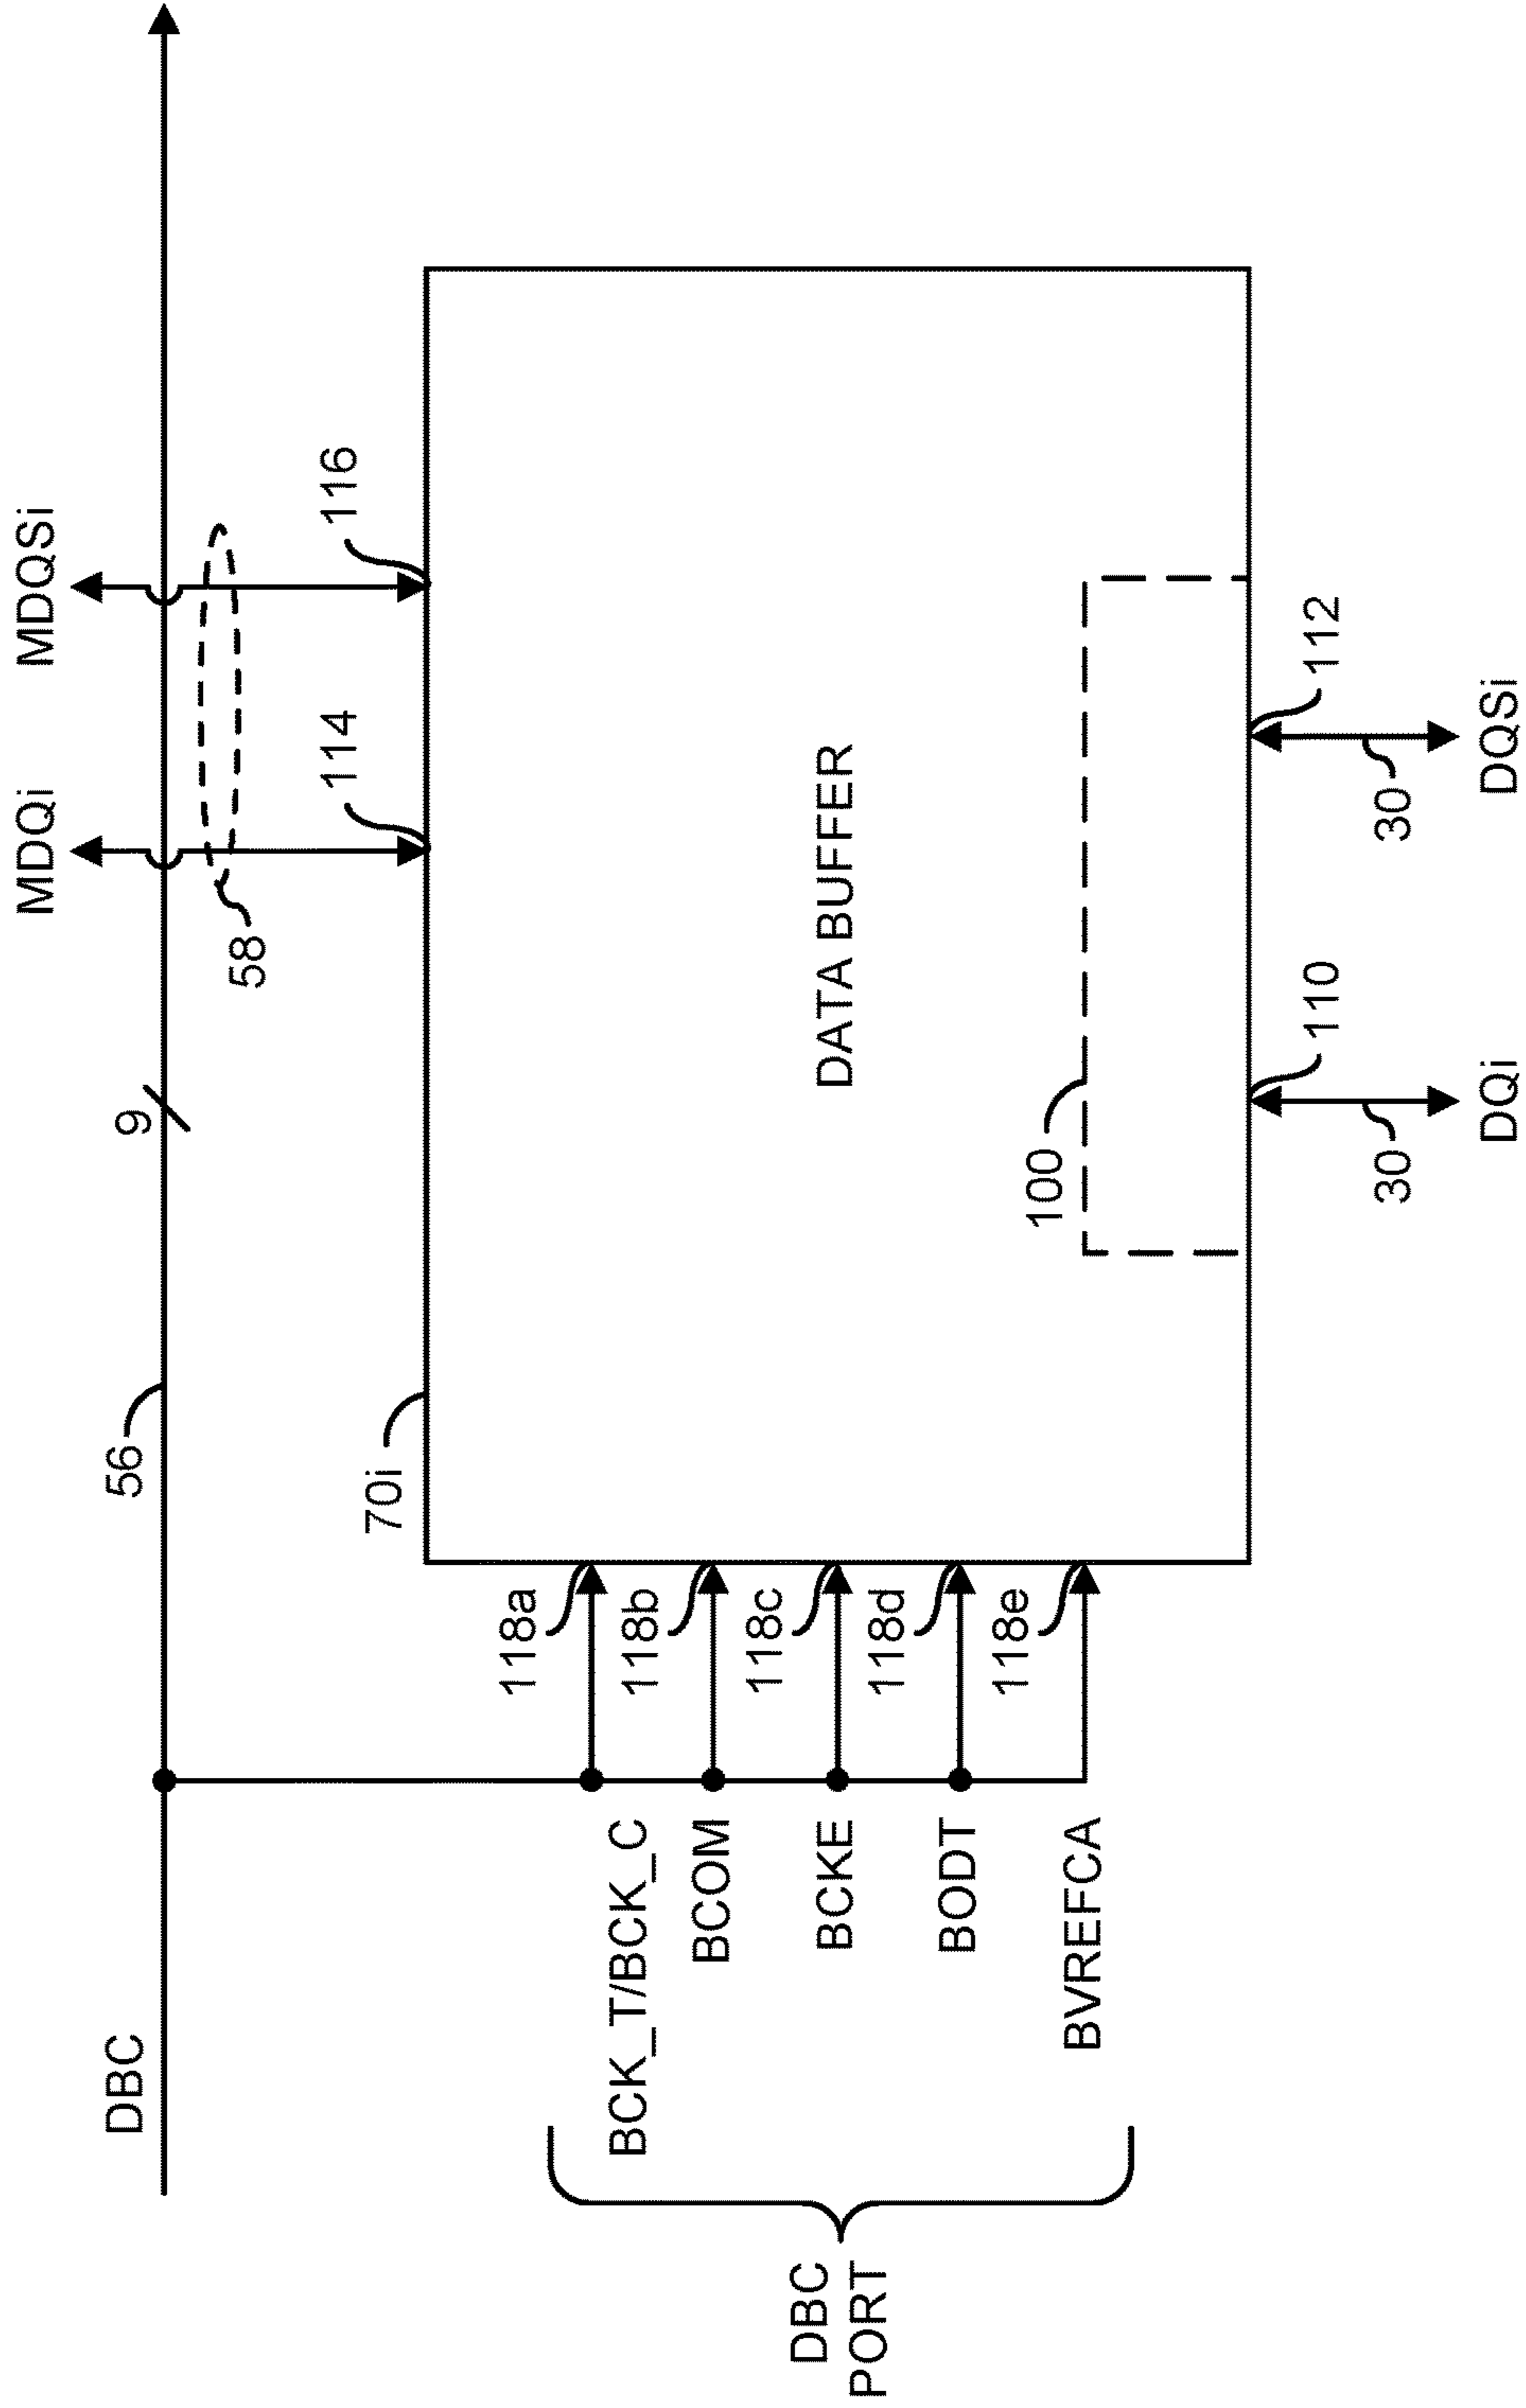 DBC
56
9
MDQi
MDQSi
58
70i
114
116
118a
118b
118c
118d
118e
BCK_T/BCK_C
BCOM
BCKE
BODT
BVREFCA
DBC
PORT
DATA BUFFER
100
110
112
30
30
DQi
DQSi